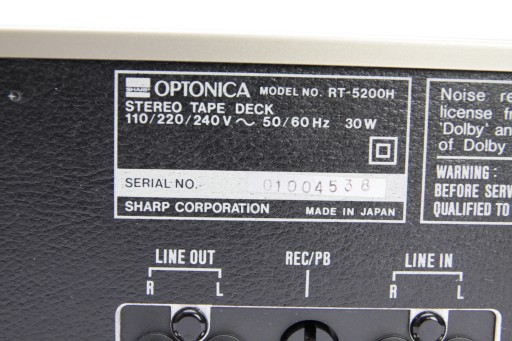 SHARP OPTONICA MODEL NO. RT-5200H
STEREO TAPE DECK
110/220/240V ~ 50/60Hz 30W
SERIAL NO. 01004538
SHARP CORPORATION MADE IN JAPAN
Noise
license
'Dolby' an
of Dolby
WARNING:
BEFORE SERV
QUALIFIED TO
LINE OUT REC/PB LINE IN
R L R L